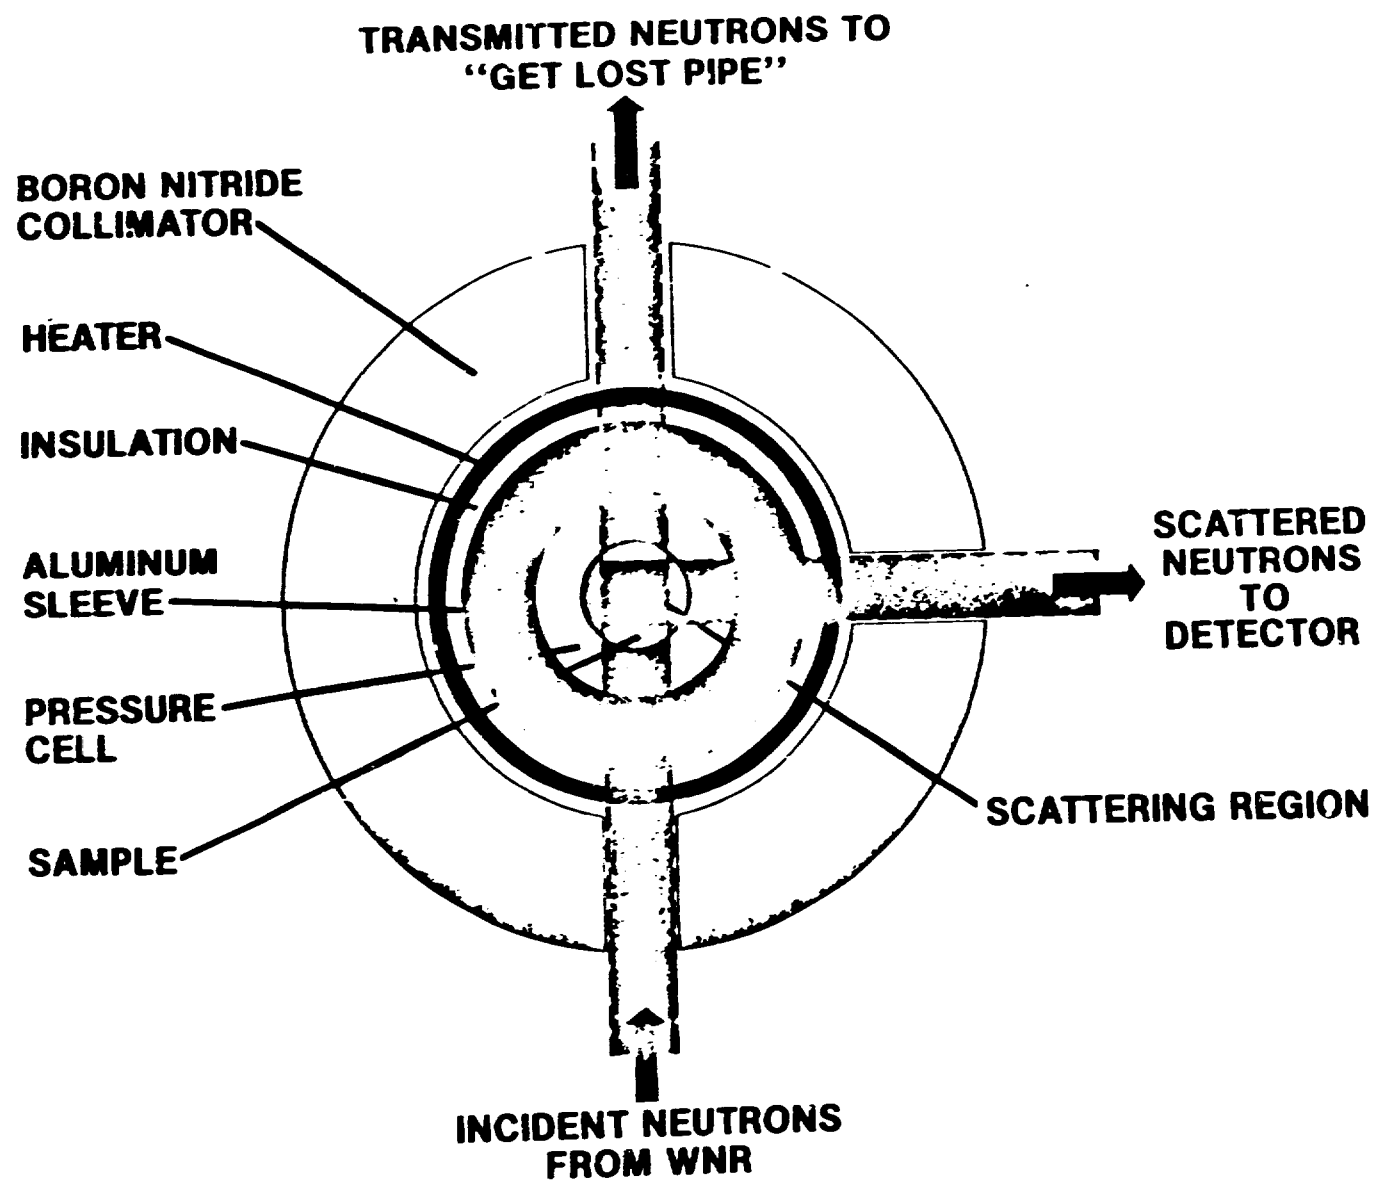 TRANSMITTED NEUTRONS TO
“GET LOST PIPE”
BORON NITRIDE
COLLIMATOR
HEATER
INSULATION
ALUMINUM
SLEEVE
PRESSURE
CELL
SAMPLE
SCATTERED
NEUTRONS
TO
DETECTOR
SCATTERING REGION
INCIDENT NEUTRONS
FROM WNR